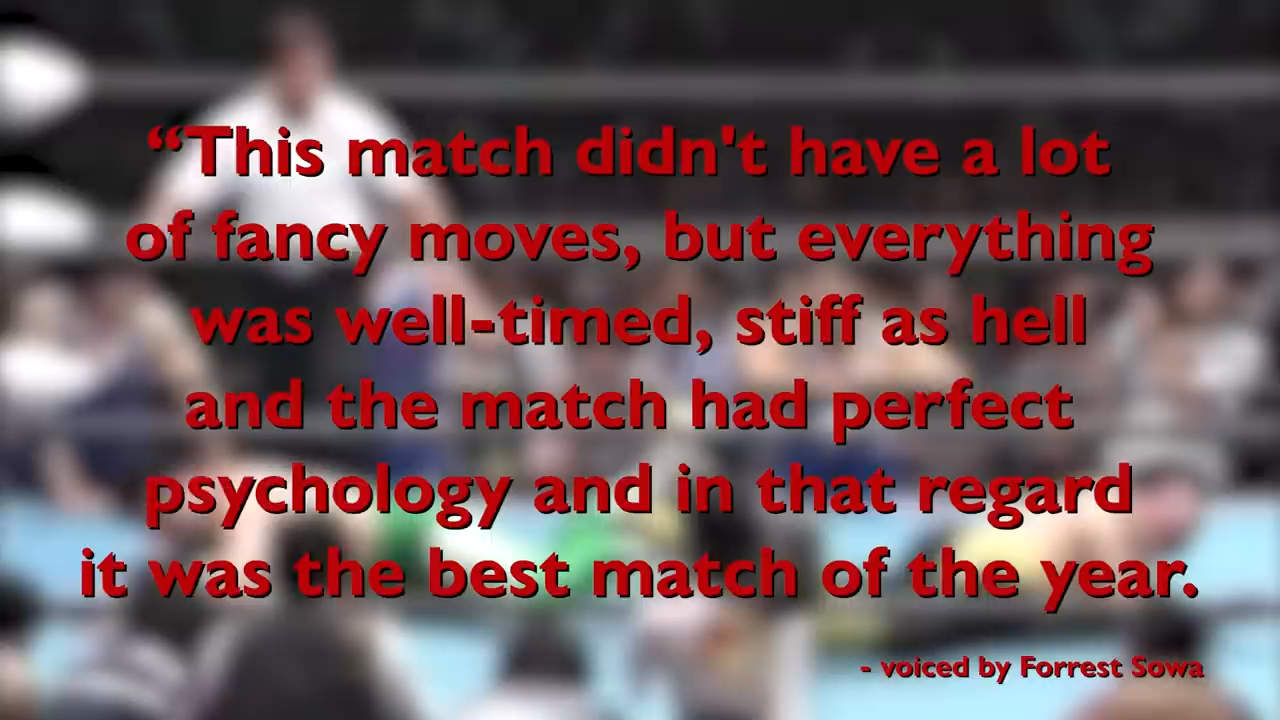 “This match didn't have a lot
of fancy moves, but everything
was well-timed, stiff as hell
and the match had perfect
psychology and in that regard
it was the best match of the year.
- voiced by Forrest Sowa